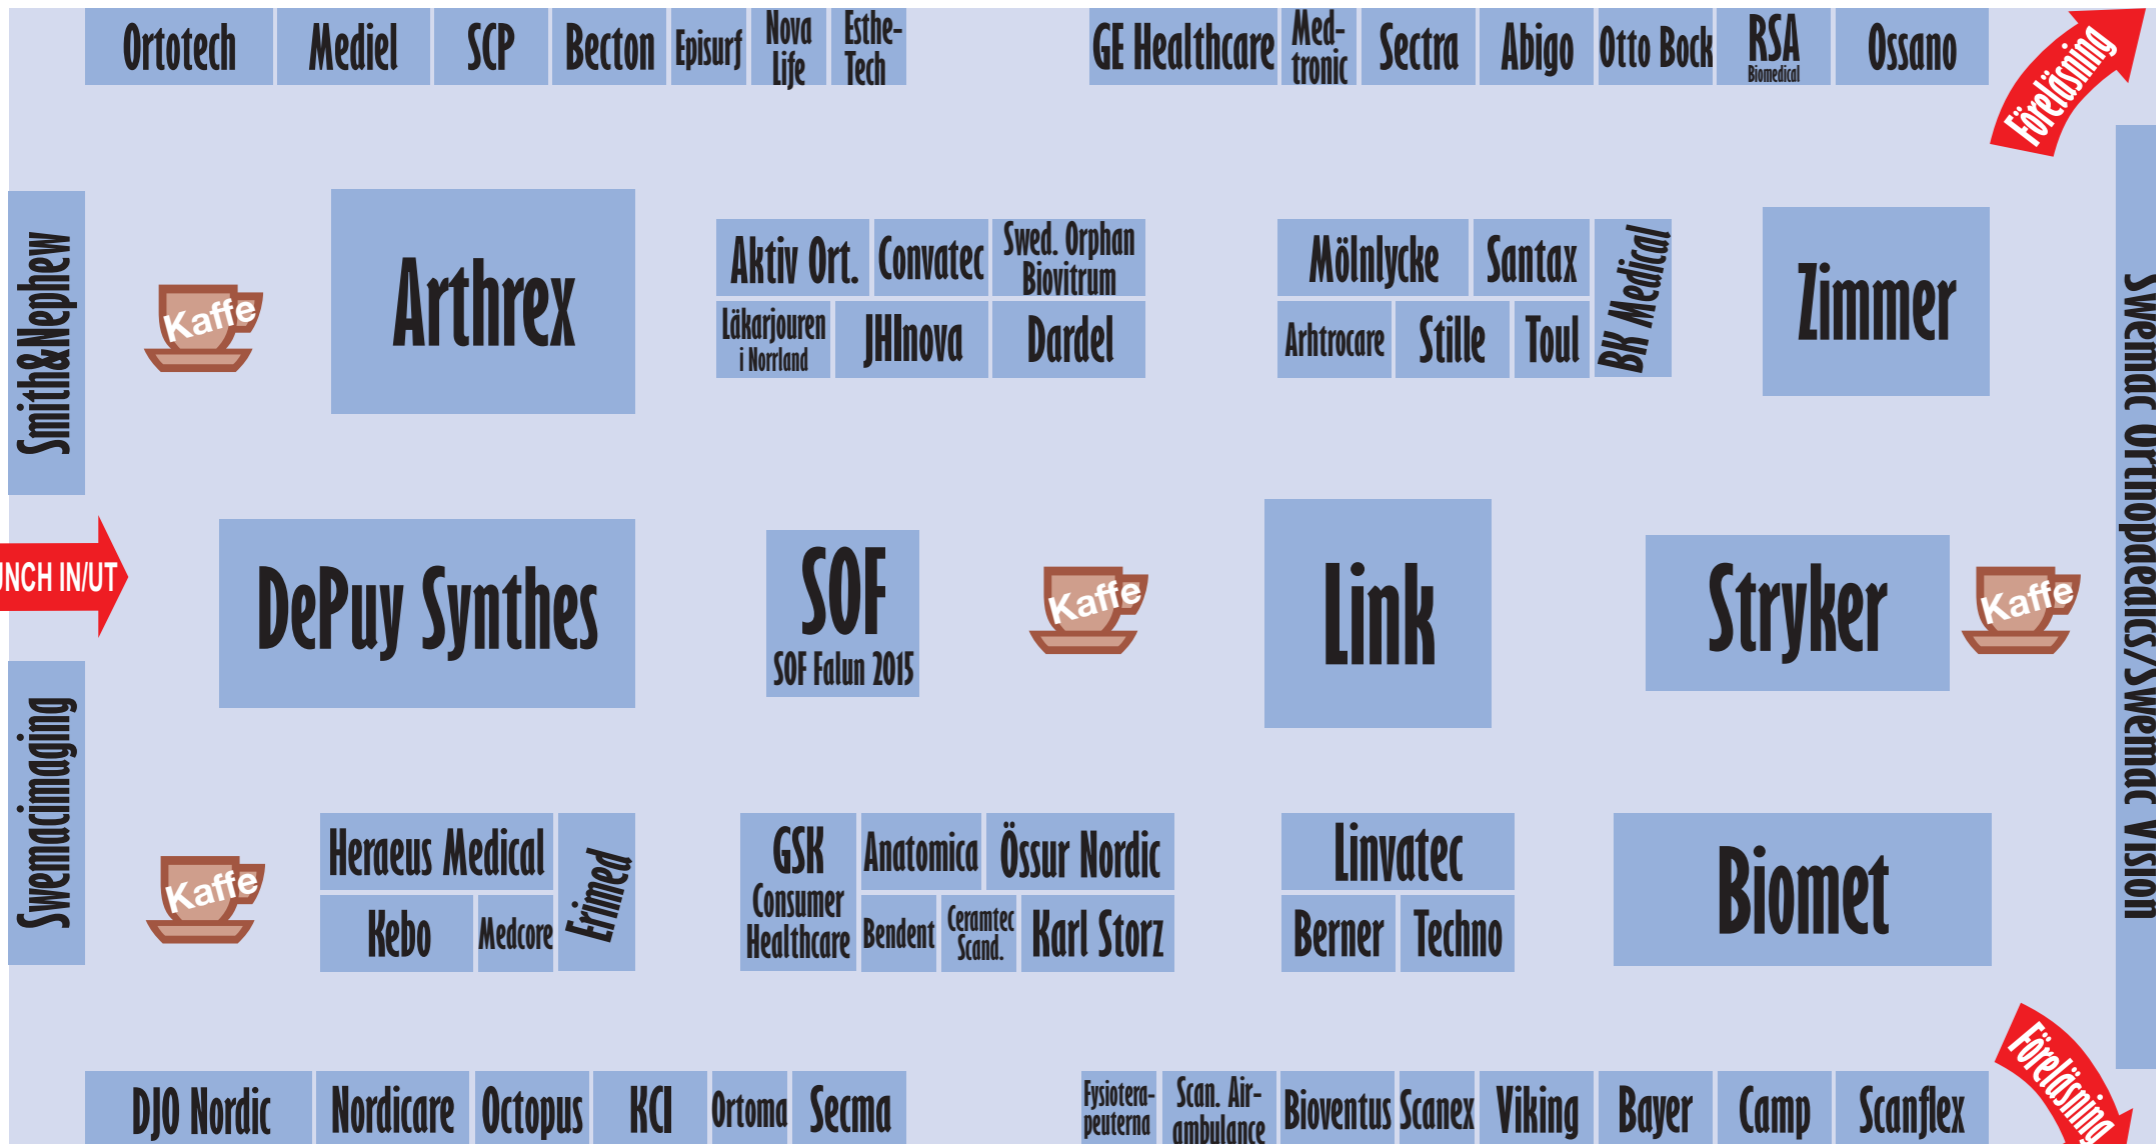 Ortotech
Mediel
SCP
Becton
Episurf
Nova
Life
Esthe-
Tech
GE Healthcare
Med-
tronic
Sectra
Abigo
Otto Bock
RSA
Biomedical
Ossano
Föreläsning
Smith&Nephew
Kaffe
Arthrex
Aktiv Ort.
Convatec
Swed. Orphan
Biovitrum
Läkarjouren
i Norrland
JHInova
Dardel
Mölnlycke
Santax
BK Medical
Arhtrocare
Stille
Toul
Zimmer
Swemac Orthopaedics/Swemac Vision
UNCH IN/UT
DePuy Synthes
SOF
SOF Falun 2015
Kaffe
Link
Stryker
Kaffe
Swemacimaging
Kaffe
Heraeus Medical
Kebo
Medcore
Frimed
GSK
Consumer
Healthcare
Anatomica
Össur Nordic
Bendent
Ceramtec
Scand.
Karl Storz
Linvatec
Berner
Techno
Biomet
Föreläsning
DJO Nordic
Nordicare
Octopus
KCI
Ortoma
Secma
Fysiotera-
peuterna
Scan. Air-
ambulance
Bioventus
Scanex
Viking
Bayer
Camp
Scanflex